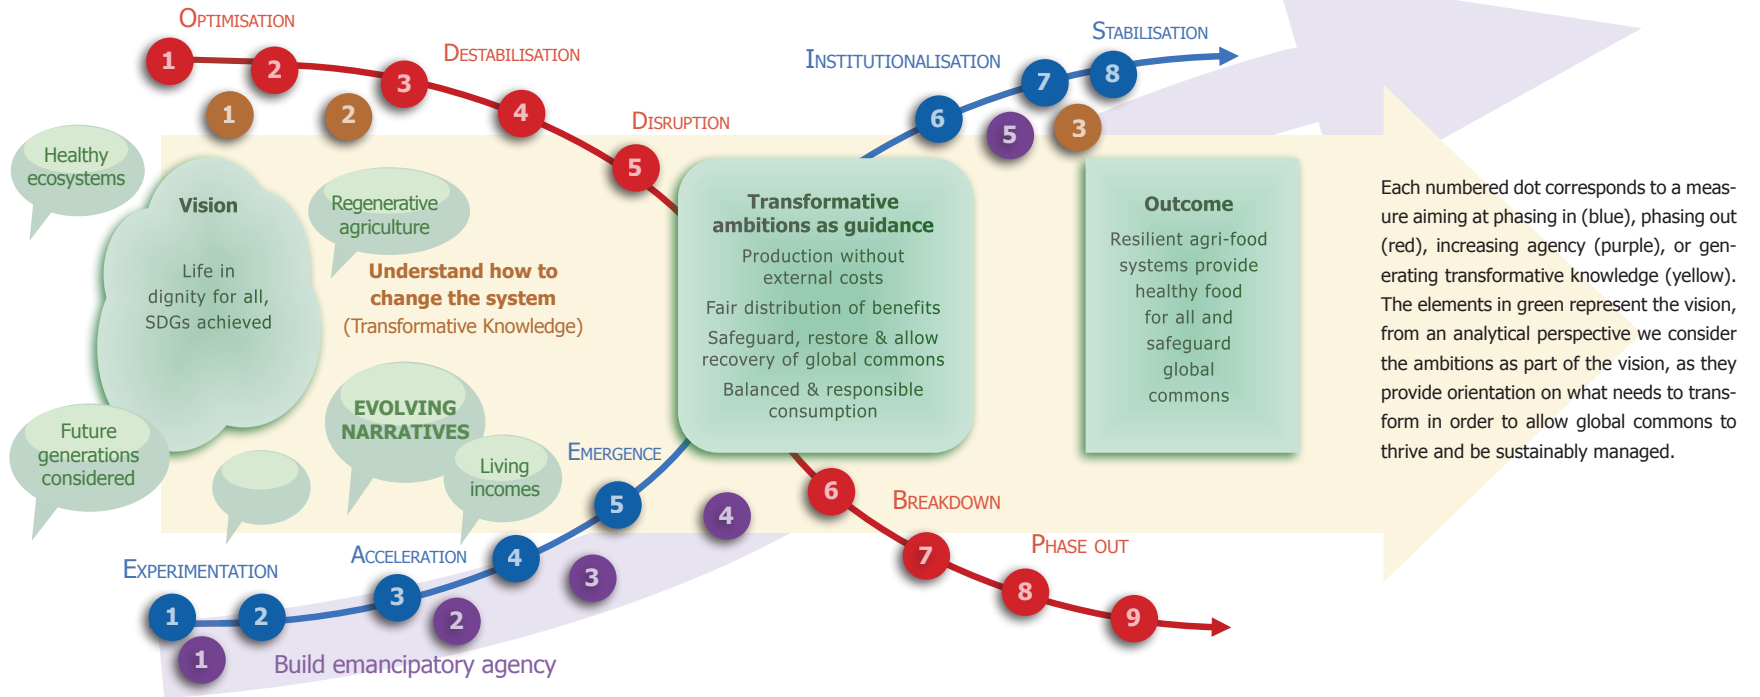 Optimisation
Destabilisation
Disruption
Institutionalisation
Stabilisation
1
2
3
4
5
6
7
8
1
2
5
3
Healthy
ecosystems
Vision
Life in
dignity for all,
SDGs achieved
Regenerative
agriculture
Understand how to
change the system
(Transformative Knowledge)
EVOLVING
NARRATIVES
Living
incomes
Future
generations
considered
Transformative
ambitions as guidance
Production without
external costs
Fair distribution of benefits
Safeguard, restore & allow
recovery of global commons
Balanced & responsible
consumption
Outcome
Resilient agri-food
systems provide
healthy food
for all and
safeguard
global
commons
Each numbered dot corresponds to a meas-
ure aiming at phasing in (blue), phasing out
(red), increasing agency (purple), or gen-
erating transformative knowledge (yellow).
The elements in green represent the vision,
from an analytical perspective we consider
the ambitions as part of the vision, as they
provide orientation on what needs to trans-
form in order to allow global commons to
thrive and be sustainably managed.
Experimentation
Acceleration
Emergence
Breakdown
Phase out
1
2
3
4
5
6
7
8
9
1
2
3
4
Build emancipatory agency